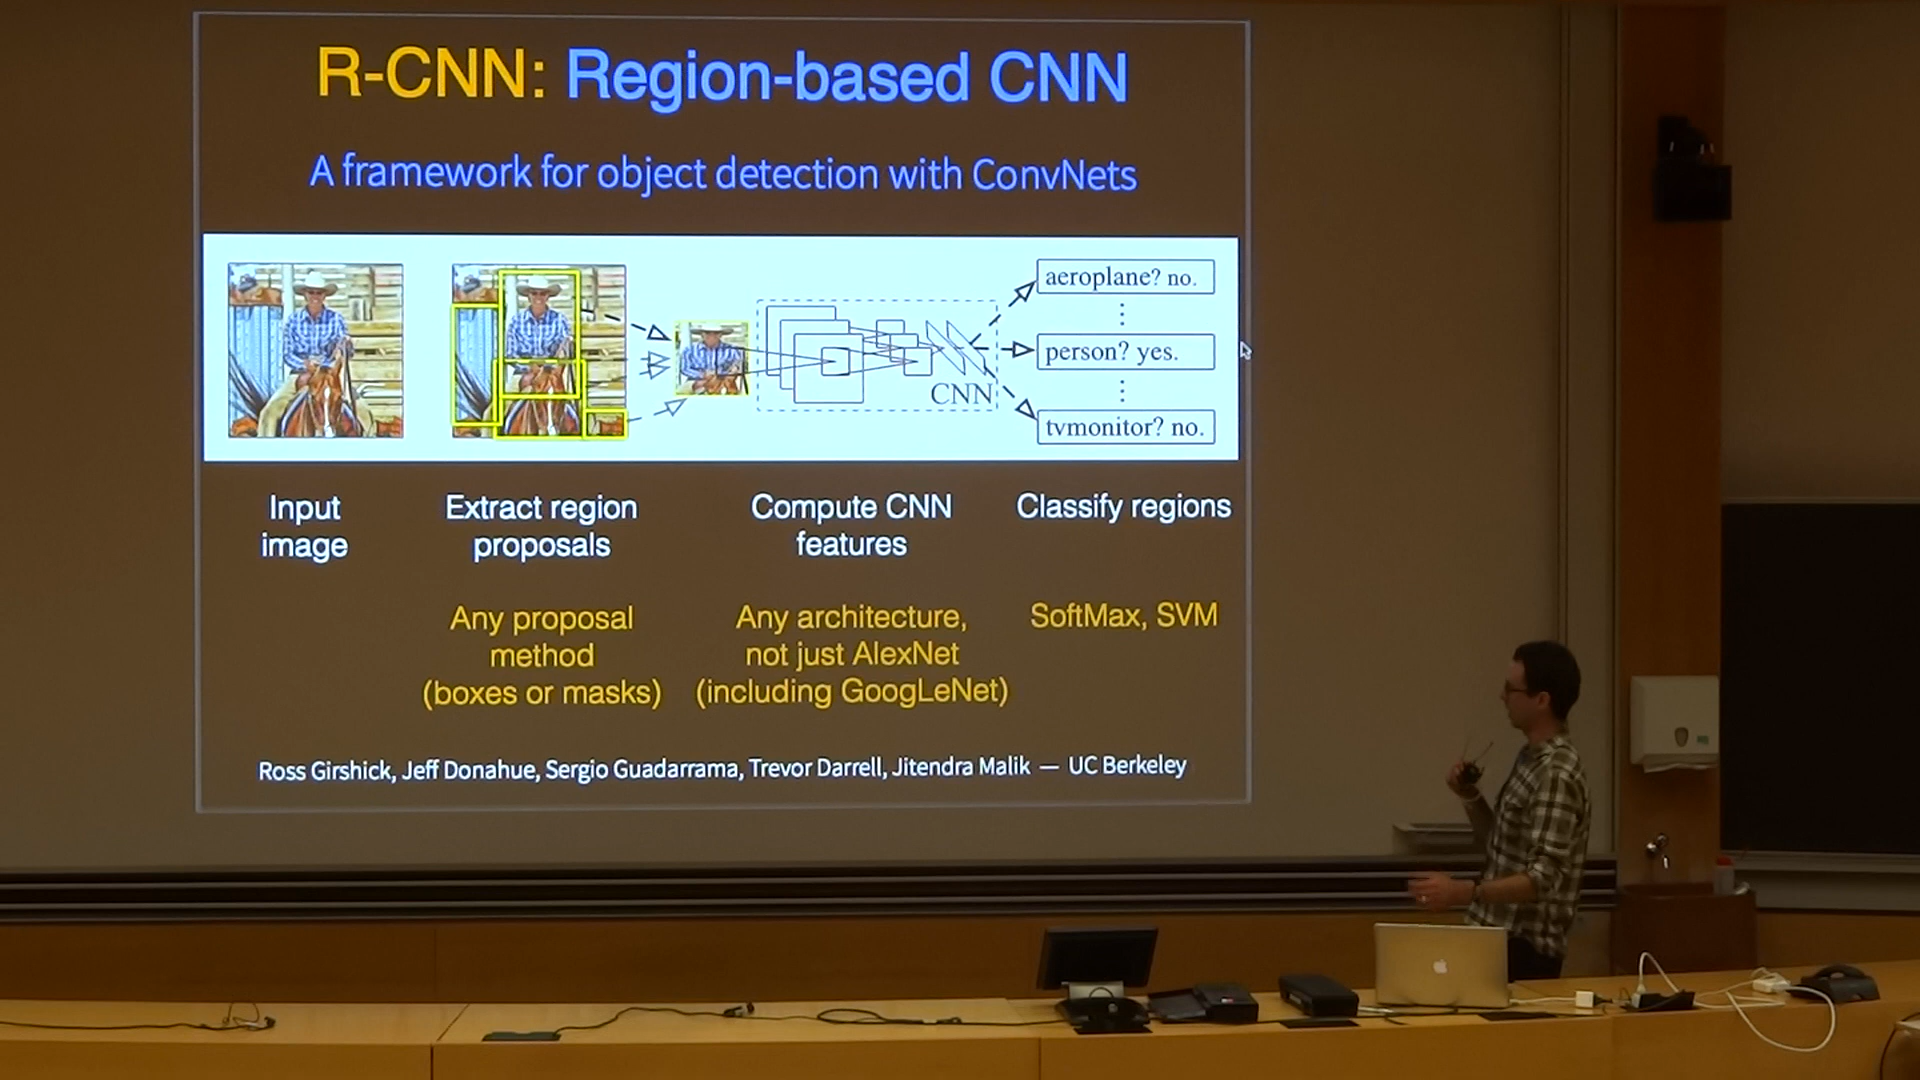 R-CNN: Region-based CNN
A framework for object detection with ConvNets
aeroplane? no.
person? yes.
CNN
tvmonitor? no.
Input
image
Extract region
proposals
Compute CNN
features
Classify regions
Any proposal
method
(boxes or masks)
Any architecture,
not just AlexNet
(including GoogLeNet)
SoftMax, SVM
Ross Girshick, Jeff Donahue, Sergio Guadarrama, Trevor Darrell, Jitendra Malik — UC Berkeley